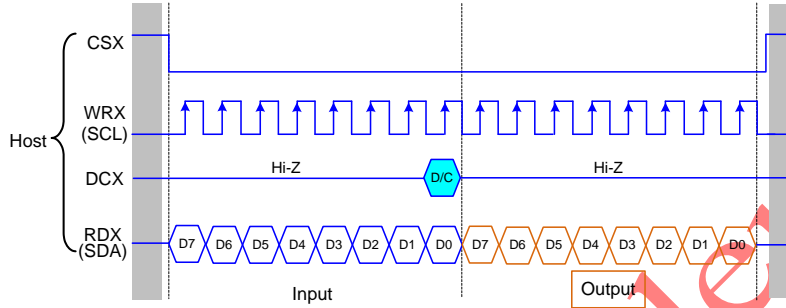 CSX
WRX
(SCL)
Host
Hi-Z
Hi-Z
DCX
D/C
RDX
(SDA)
D7 D6 D5 D4 D3 D2 D1 D0 D7 D6 D5 D4 D3 D2 D1 D0
Input
Output